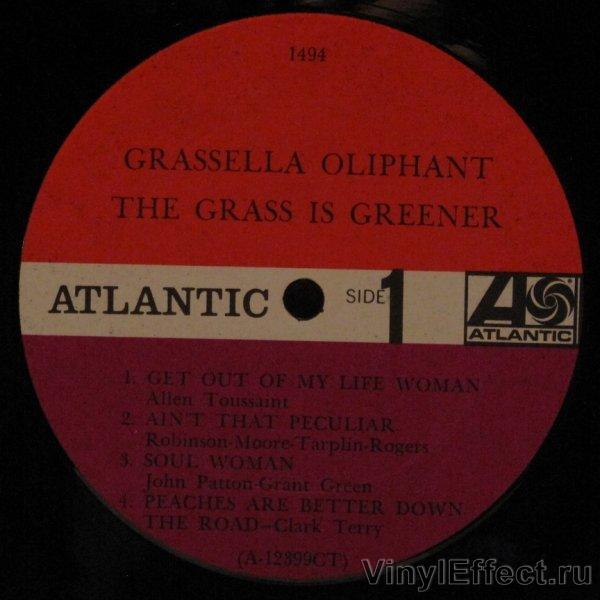 1494
GRASSELLA OLIPHANT
THE GRASS IS GREENER
ATLANTIC SIDE 1 ATLANTIC
1. GET OUT OF MY LIFE WOMAN
Allen Toussaint
2. AIN'T THAT PECULIAR
Robinson-Moore-Tarplin-Rogers
3. SOUL WOMAN
John Patton-Grant Green
4. PEACHES ARE BETTER DOWN
THE ROAD—Clark Terry
(A-12399CT)
VinylEffect.ru